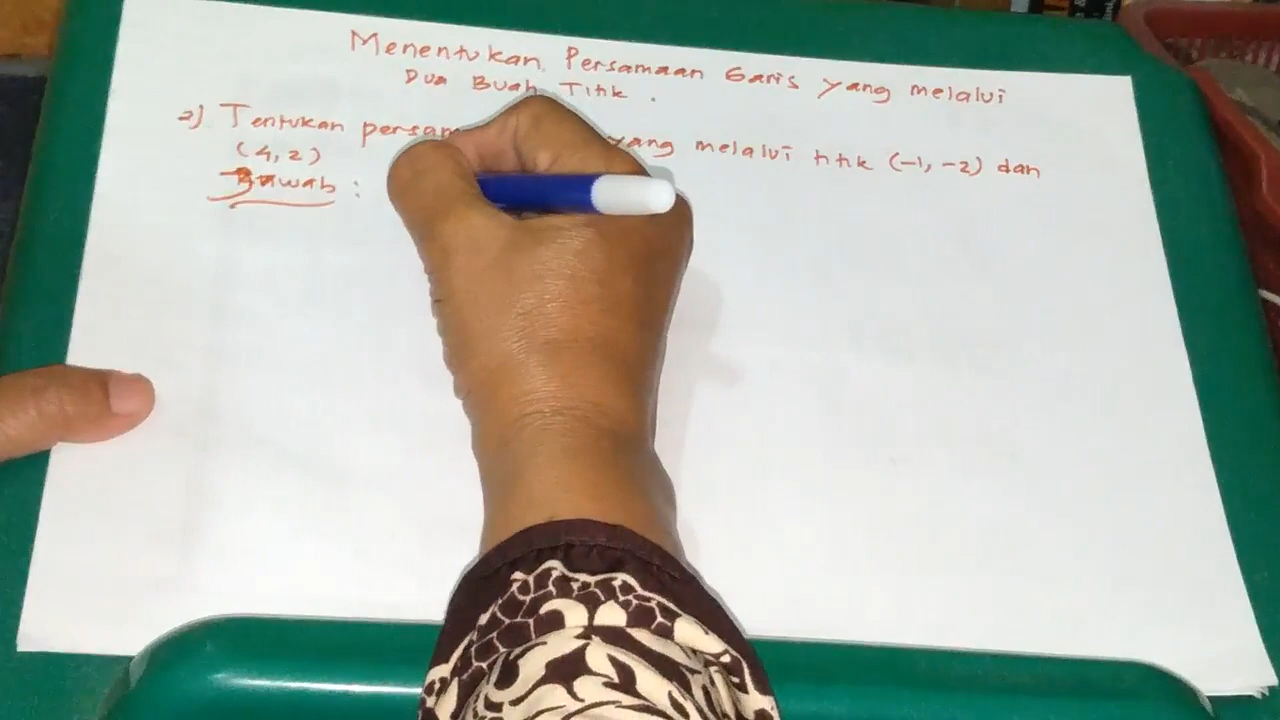 Menentukan Persamaan Garis yang melalui
Dua Buah Titik.
2) Tentukan persam yang melalui titik (-1, -2) dan
(4, 2)
Jawab :